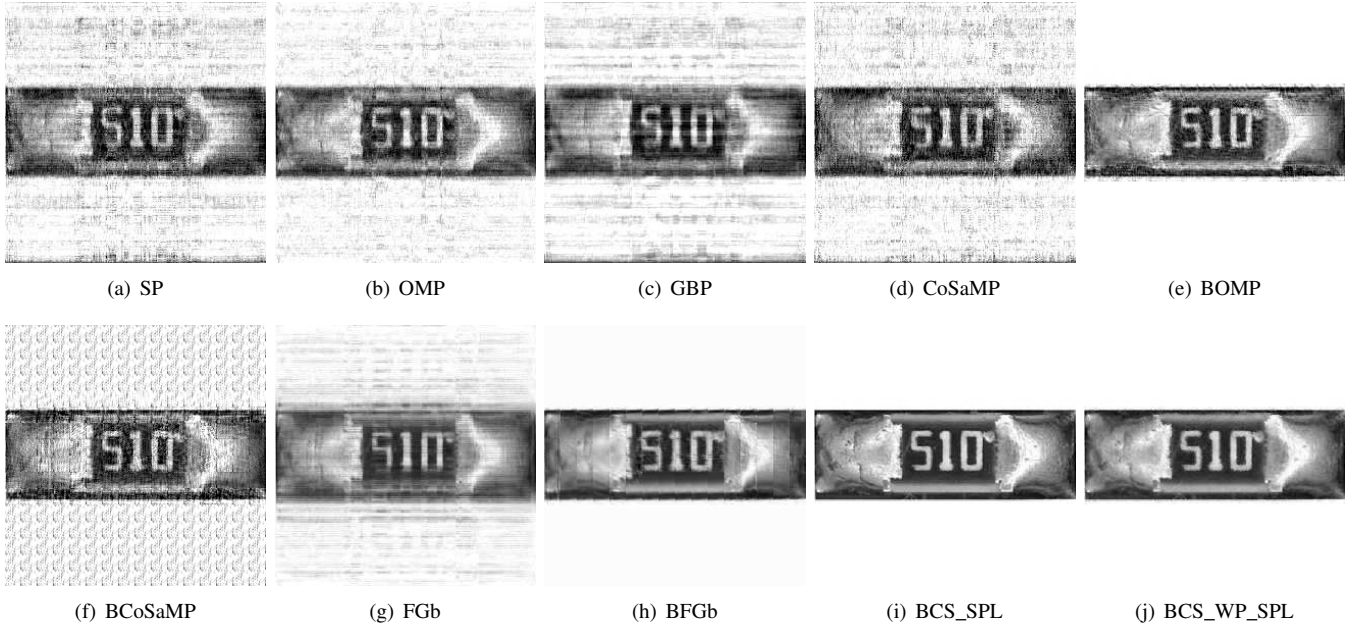 510 510 510 510 510
(a) SP (b) OMP (c) GBP (d) CoSaMP (e) BOMP
510 510 510 510 510
(f) BCoSaMP (g) FGb (h) BFGb (i) BCS_SPL (j) BCS_WP_SPL